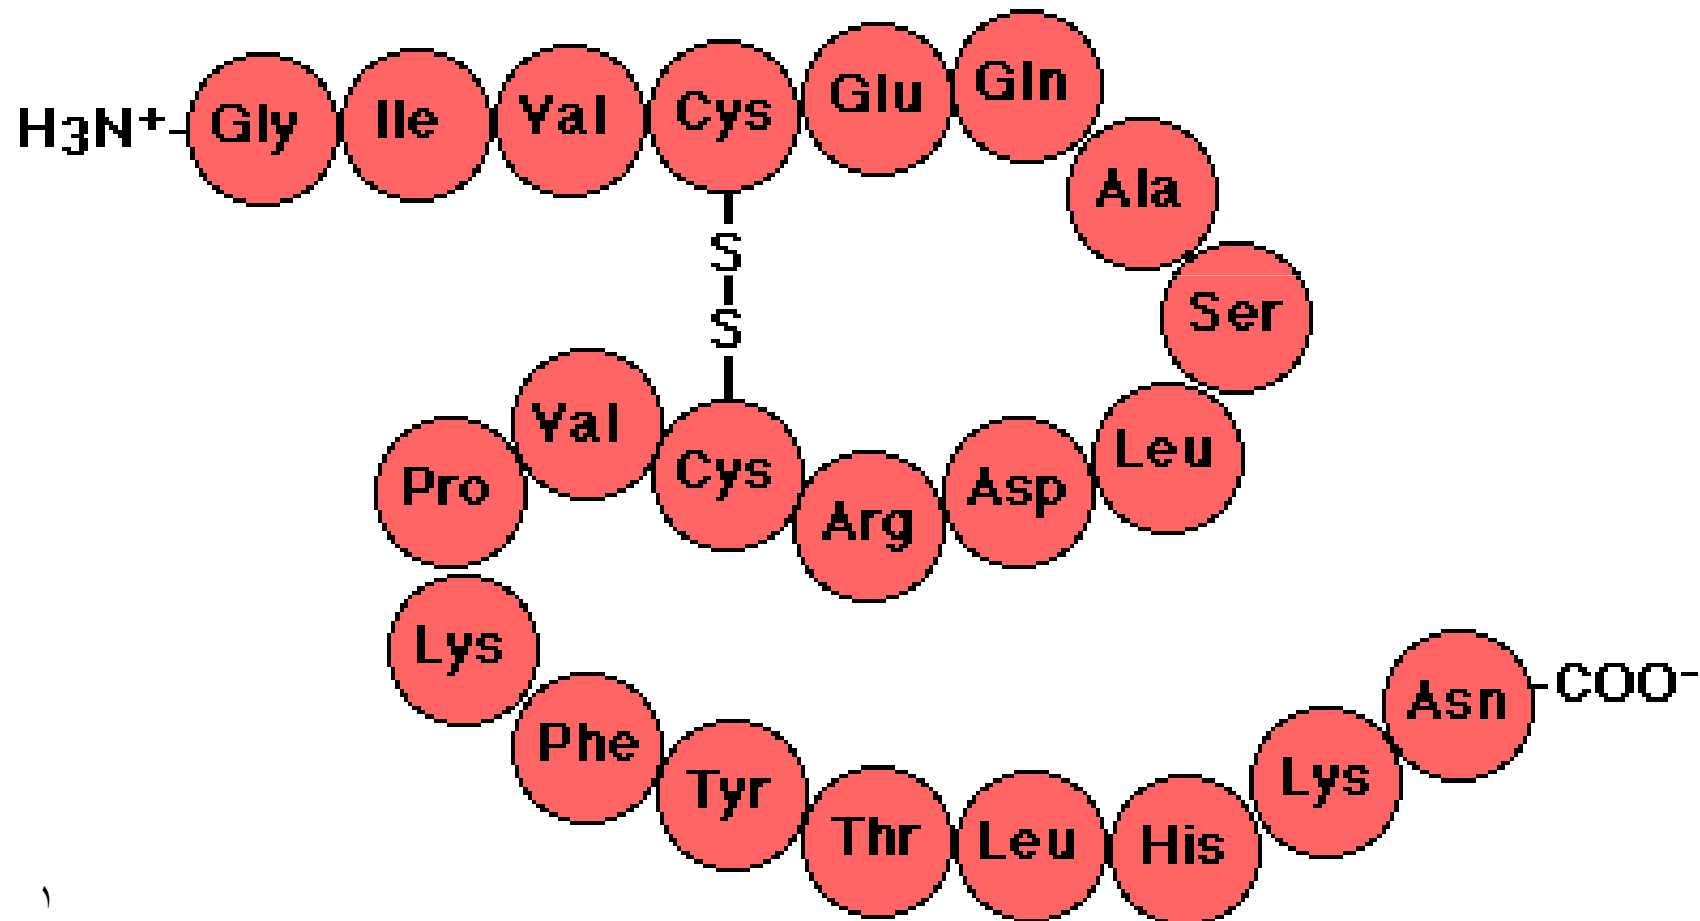 H3N+ Gly Ile Val Cys Glu Gln
Ala
Ser
S
S
Pro Val Cys Arg Asp Leu
Lys
Phe Tyr Thr Leu His Lys Asn COO-
١